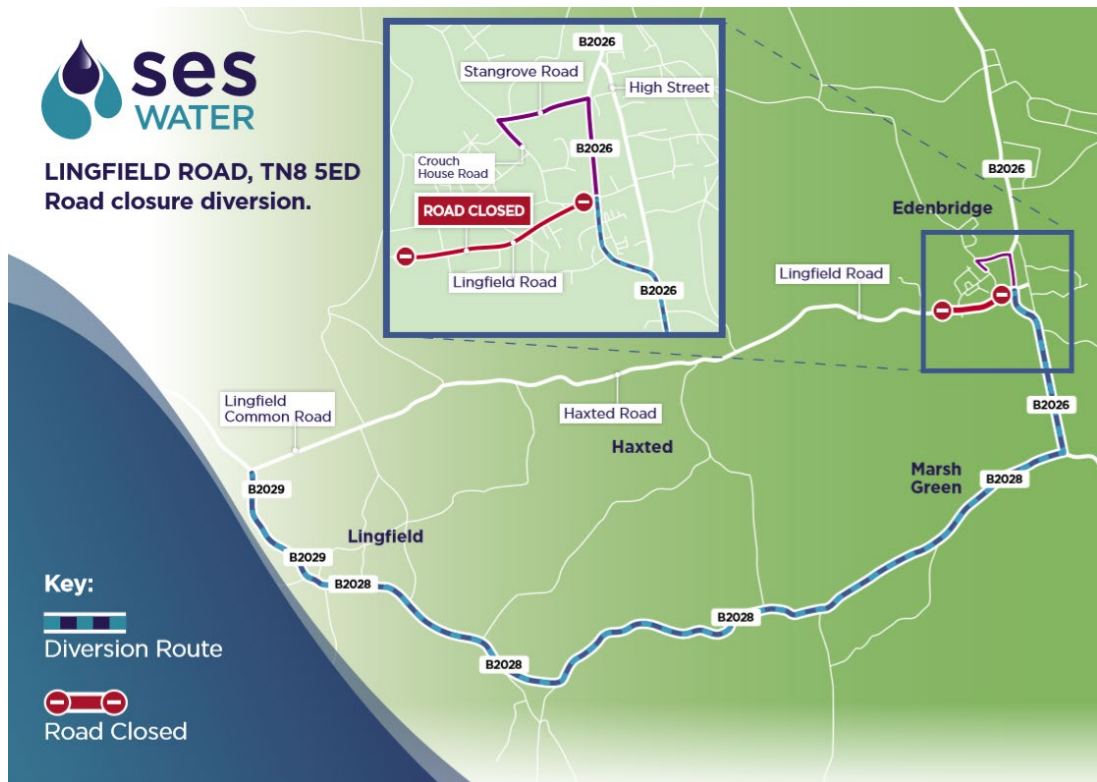 ses
WATER
LINGFIELD ROAD, TN8 5ED
Road closure diversion.
B2026
Stangrove Road
High Street
B2026
Crouch
House Road
ROAD CLOSED
Lingfield Road
B2026
B2026
Edenbridge
Lingfield Road
B2026
Lingfield
Common Road
Haxted Road
Haxted
Marsh
Green
B2028
B2029
Lingfield
B2029
B2028
B2028
B2028
Key:
Diversion Route
Road Closed